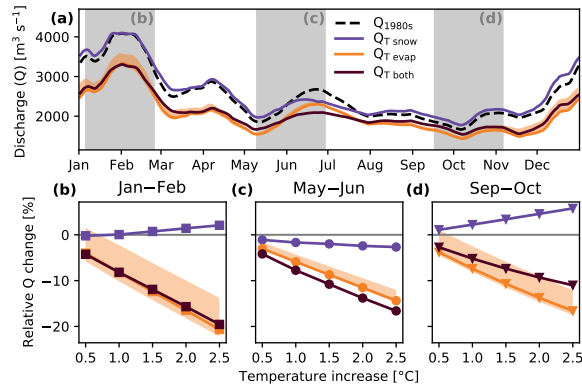 (a) (b) (c) (d)
Q1980s
QT snow
QT evap
QT both
Discharge (Q) [m³ s⁻¹]
4000
3000
2000
Jan Feb Mar Apr May Jun Jul Aug Sep Oct Nov Dec
(b) Jan−Feb (c) May−Jun (d) Sep−Oct
Relative Q change [%]
0
−10
−20
0.5 1.0 1.5 2.0 2.5 0.5 1.0 1.5 2.0 2.5 0.5 1.0 1.5 2.0 2.5
Temperature increase [°C]